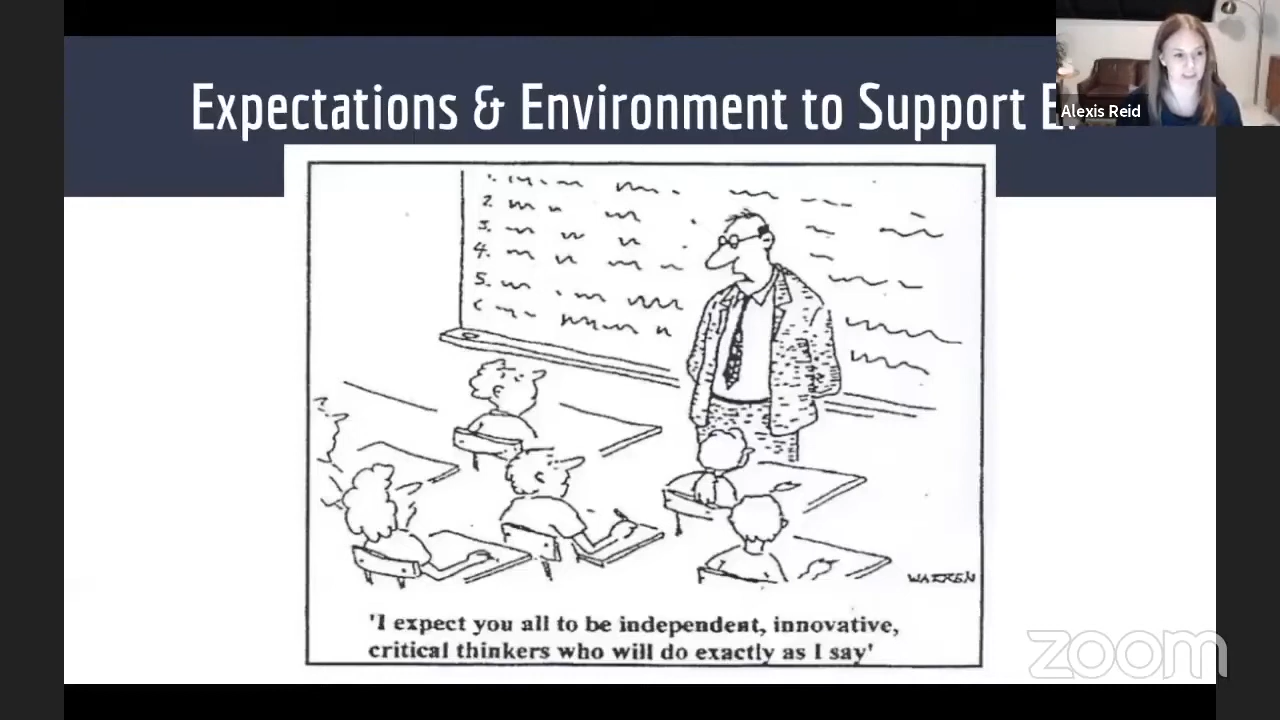 Expectations & Environment to Support E
Alexis Reid
2.
3.
4.
5.
WARREN
'I expect you all to be independent, innovative,
critical thinkers who will do exactly as I say'
zoom